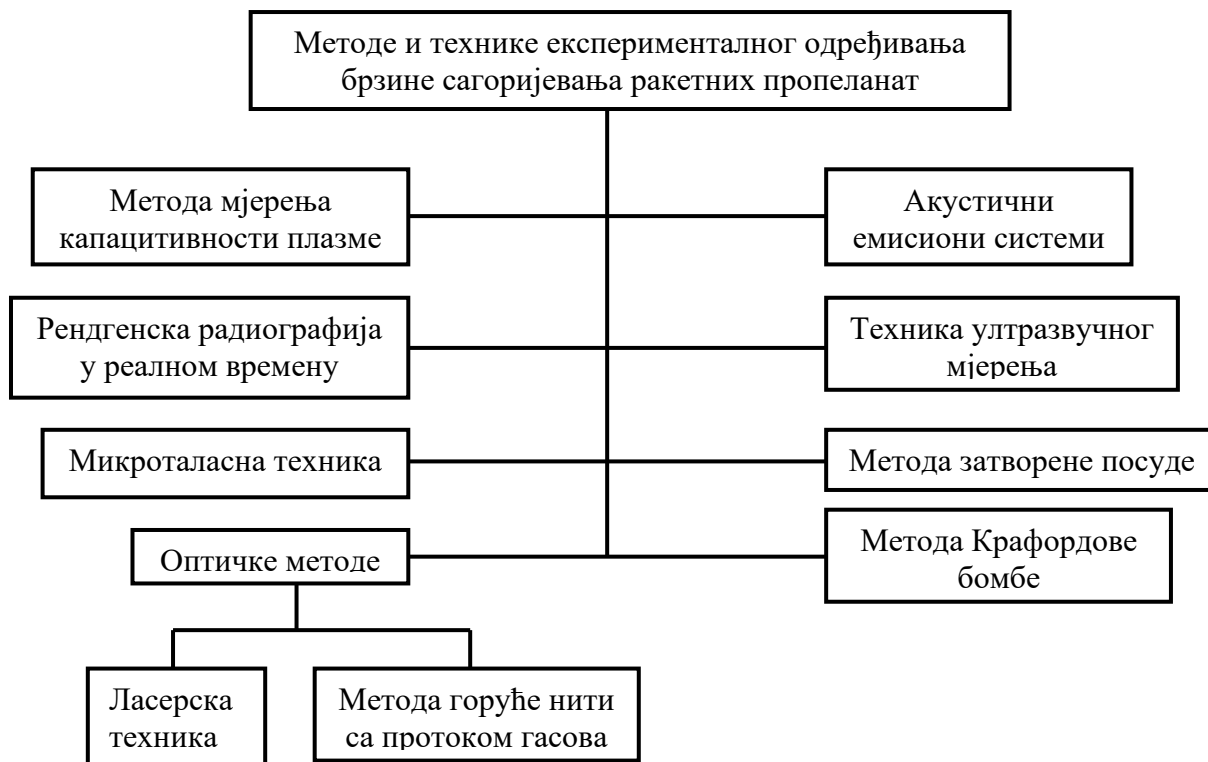 Методе и технике експерименталног одређивања
брзине сагоријевања ракетних пропеланат
Метода мјерења
капацитивности плазме
Акустични
емисиони системи
Рендгенска радиографија
у реалном времену
Техника ултразвучног
мјерења
Микроталасна техника
Метода затворене посуде
Оптичке методе
Метода Крафордове
бомбе
Ласерска
техника
Метода горуће нити
са протоком гасова